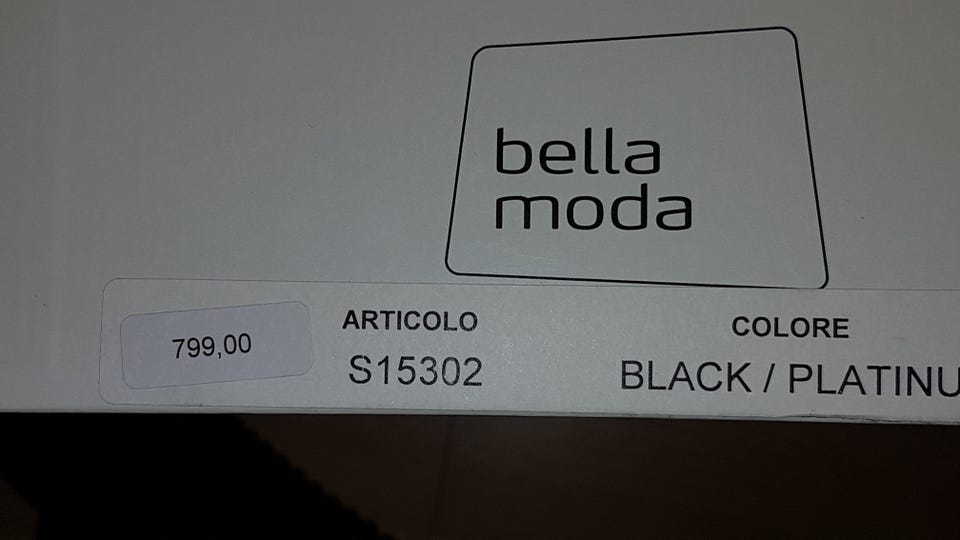 bella
moda
799,00
ARTICOLO
S15302
COLORE
BLACK / PLATINU